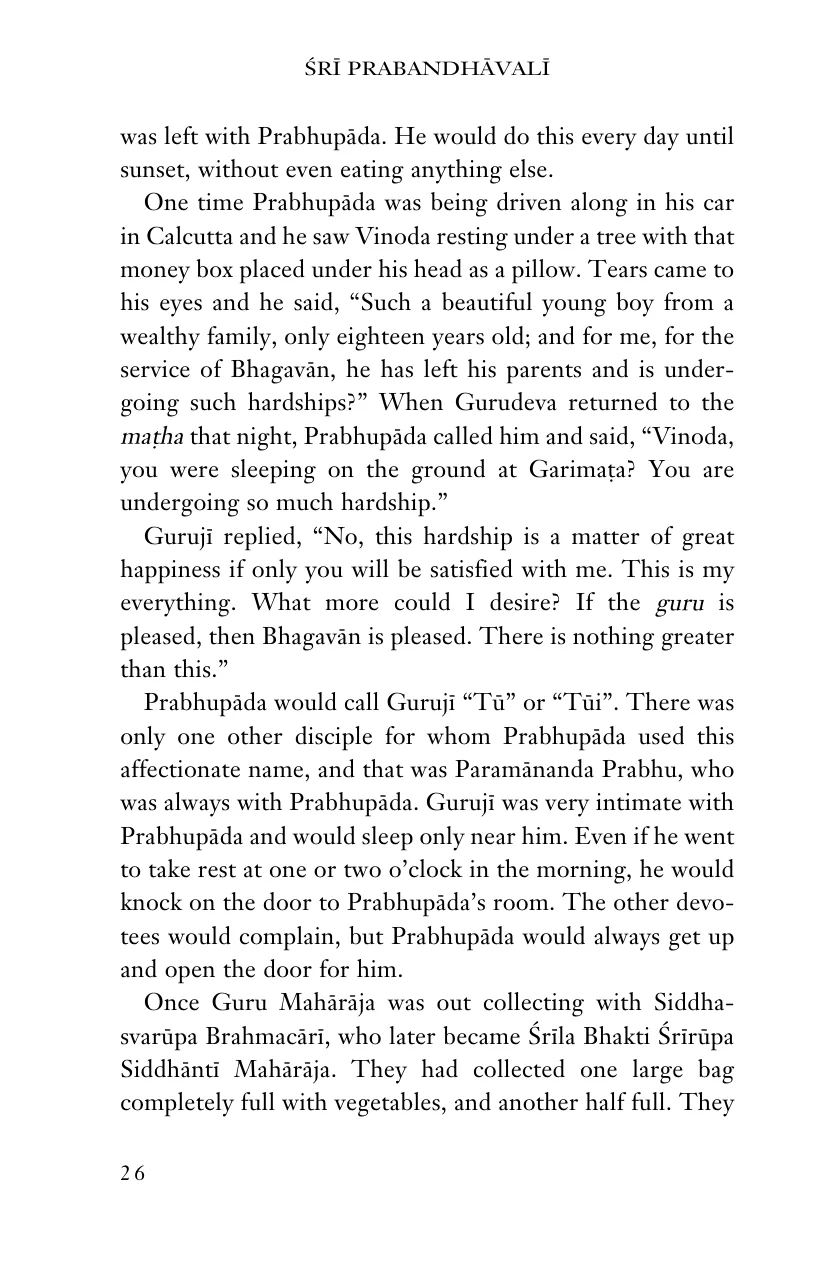 ŚRĪ PRABANDHĀVALĪ
was left with Prabhupāda. He would do this every day until
sunset, without even eating anything else.
One time Prabhupāda was being driven along in his car
in Calcutta and he saw Vinoda resting under a tree with that
money box placed under his head as a pillow. Tears came to
his eyes and he said, “Such a beautiful young boy from a
wealthy family, only eighteen years old; and for me, for the
service of Bhagavān, he has left his parents and is under-
going such hardships?” When Gurudeva returned to the
maṭha that night, Prabhupāda called him and said, “Vinoda,
you were sleeping on the ground at Garimaṭa? You are
undergoing so much hardship.”
Gurujī replied, “No, this hardship is a matter of great
happiness if only you will be satisfied with me. This is my
everything. What more could I desire? If the guru is
pleased, then Bhagavān is pleased. There is nothing greater
than this.”
Prabhupāda would call Gurujī “Tū” or “Tūi”. There was
only one other disciple for whom Prabhupāda used this
affectionate name, and that was Paramānanda Prabhu, who
was always with Prabhupāda. Gurujī was very intimate with
Prabhupāda and would sleep only near him. Even if he went
to take rest at one or two o’clock in the morning, he would
knock on the door to Prabhupāda’s room. The other devo-
tees would complain, but Prabhupāda would always get up
and open the door for him.
Once Guru Mahārāja was out collecting with Siddha-
svarūpa Brahmacārī, who later became Śrīla Bhakti Śrīrūpa
Siddhāntī Mahārāja. They had collected one large bag
completely full with vegetables, and another half full. They
26